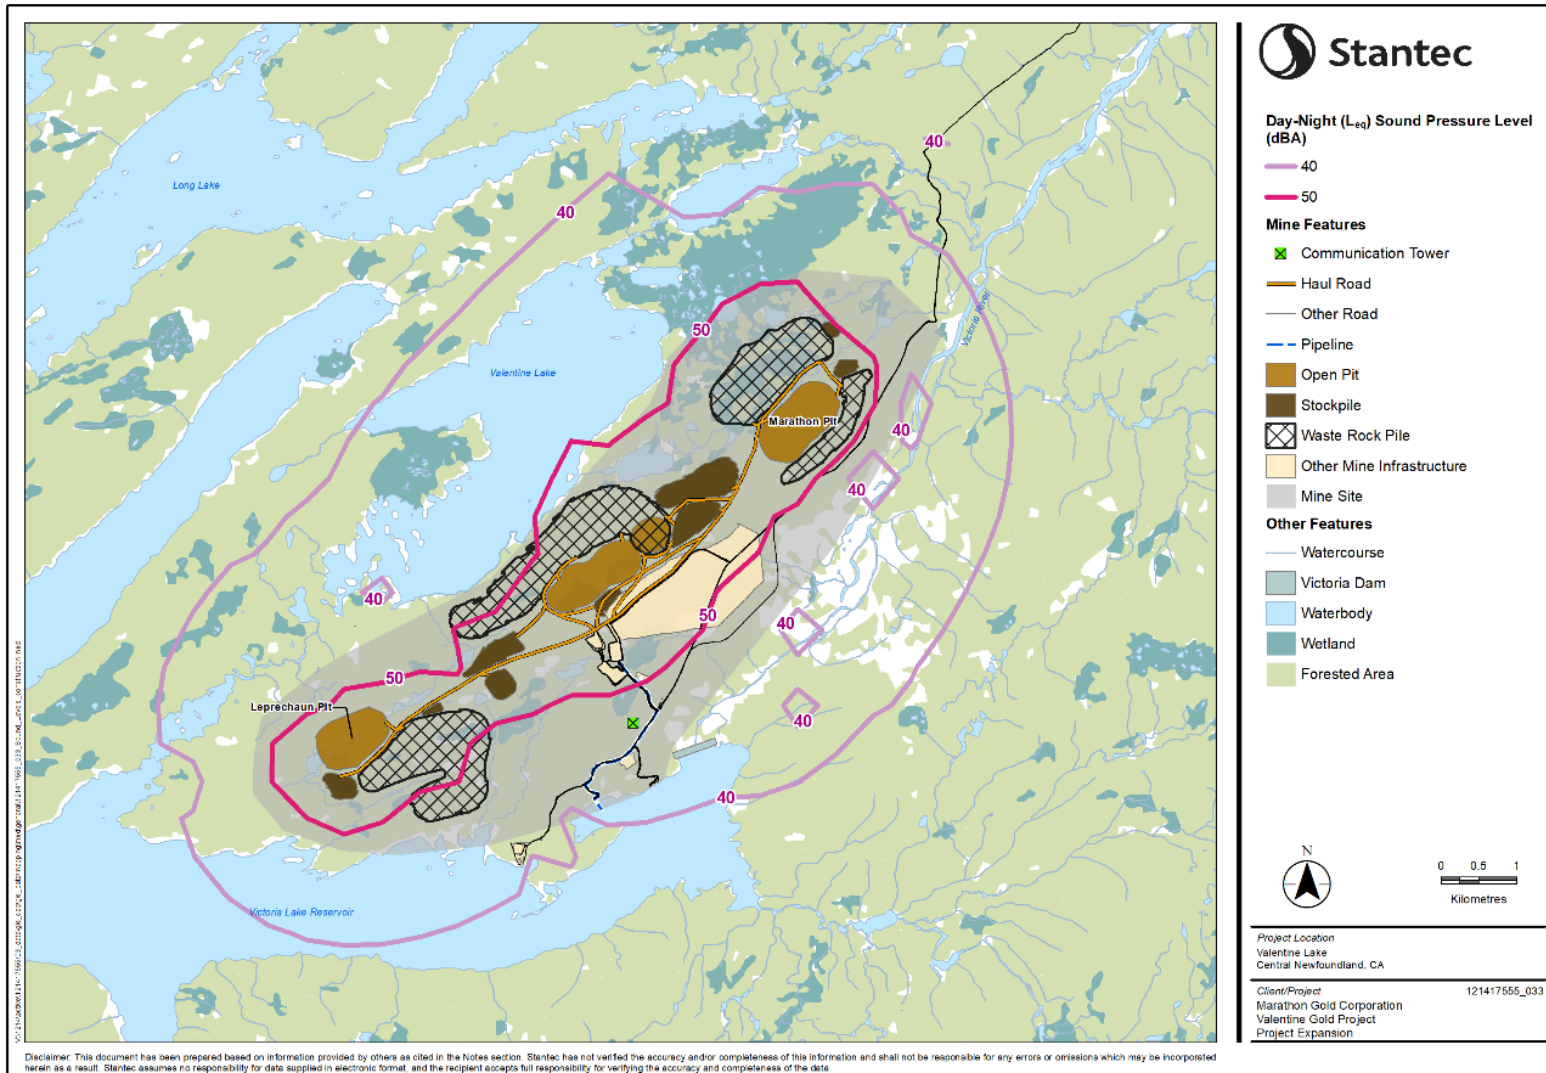 Stantec
Day-Night (Leq) Sound Pressure Level
(dBA)
40
50
Mine Features
Communication Tower
Haul Road
Other Road
Pipeline
Open Pit
Stockpile
Waste Rock Pile
Other Mine Infrastructure
Mine Site
Other Features
Watercourse
Victoria Dam
Waterbody
Wetland
Forested Area
N
0 0.5 1
Kilometres
Project Location
Valentine Lake
Central Newfoundland, CA
Client/Project 121417555_033
Marathon Gold Corporation
Valentine Gold Project
Project Expansion
40
Long Lake
40
Victoria River
50
Valentine Lake
Marathon Pit
40
40
40
50
40
50
Leprechaun Pit
40
40
Victoria Lake Reservoir
Disclaimer: This document has been prepared based on information provided by others as cited in the Notes section. Stantec has not verified the accuracy and/or completeness of this information and shall not be responsible for any errors or omissions which may be incorporated
herein as a result. Stantec assumes no responsibility for data supplied in electronic format, and the recipient accepts full responsibility for verifying the accuracy and completeness of the data.